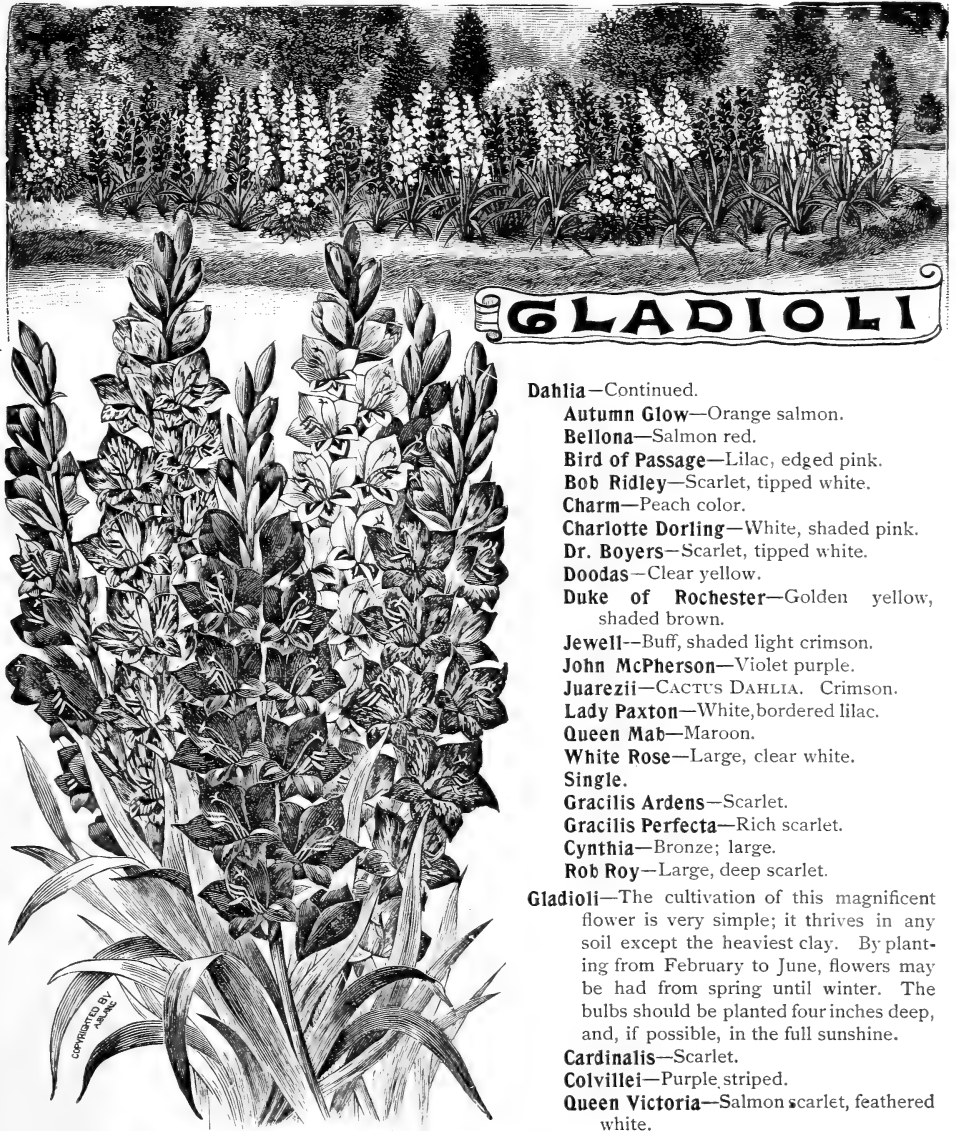 GLADIOLI
Dahlia—Continued.
Autumn Glow—Orange salmon.
Bellona—Salmon red.
Bird of Passage—Lilac, edged pink.
Bob Ridley—Scarlet, tipped white.
Charm—Peach color.
Charlotte Dorling—White, shaded pink.
Dr. Boyers—Scarlet, tipped white.
Doodas—Clear yellow.
Duke of Rochester—Golden yellow,
shaded brown.
Jewell--Buff, shaded light crimson.
John McPherson—Violet purple.
Juarezii—CACTUS DAHLIA. Crimson.
Lady Paxton—White, bordered lilac.
Queen Mab—Maroon.
White Rose—Large, clear white.
Single.
Gracilis Ardens—Scarlet.
Gracilis Perfecta—Rich scarlet.
Cynthia—Bronze; large.
Rob Roy—Large, deep scarlet.
Gladioli—The cultivation of this magnificent
flower is very simple; it thrives in any
soil except the heaviest clay. By plant-
ing from February to June, flowers may
be had from spring until winter. The
bulbs should be planted four inches deep,
and, if possible, in the full sunshine.
Cardinalis—Scarlet.
Colvillei—Purple striped.
Queen Victoria—Salmon scarlet, feathered
white.
COPYRIGHTED BY
A.BLANC